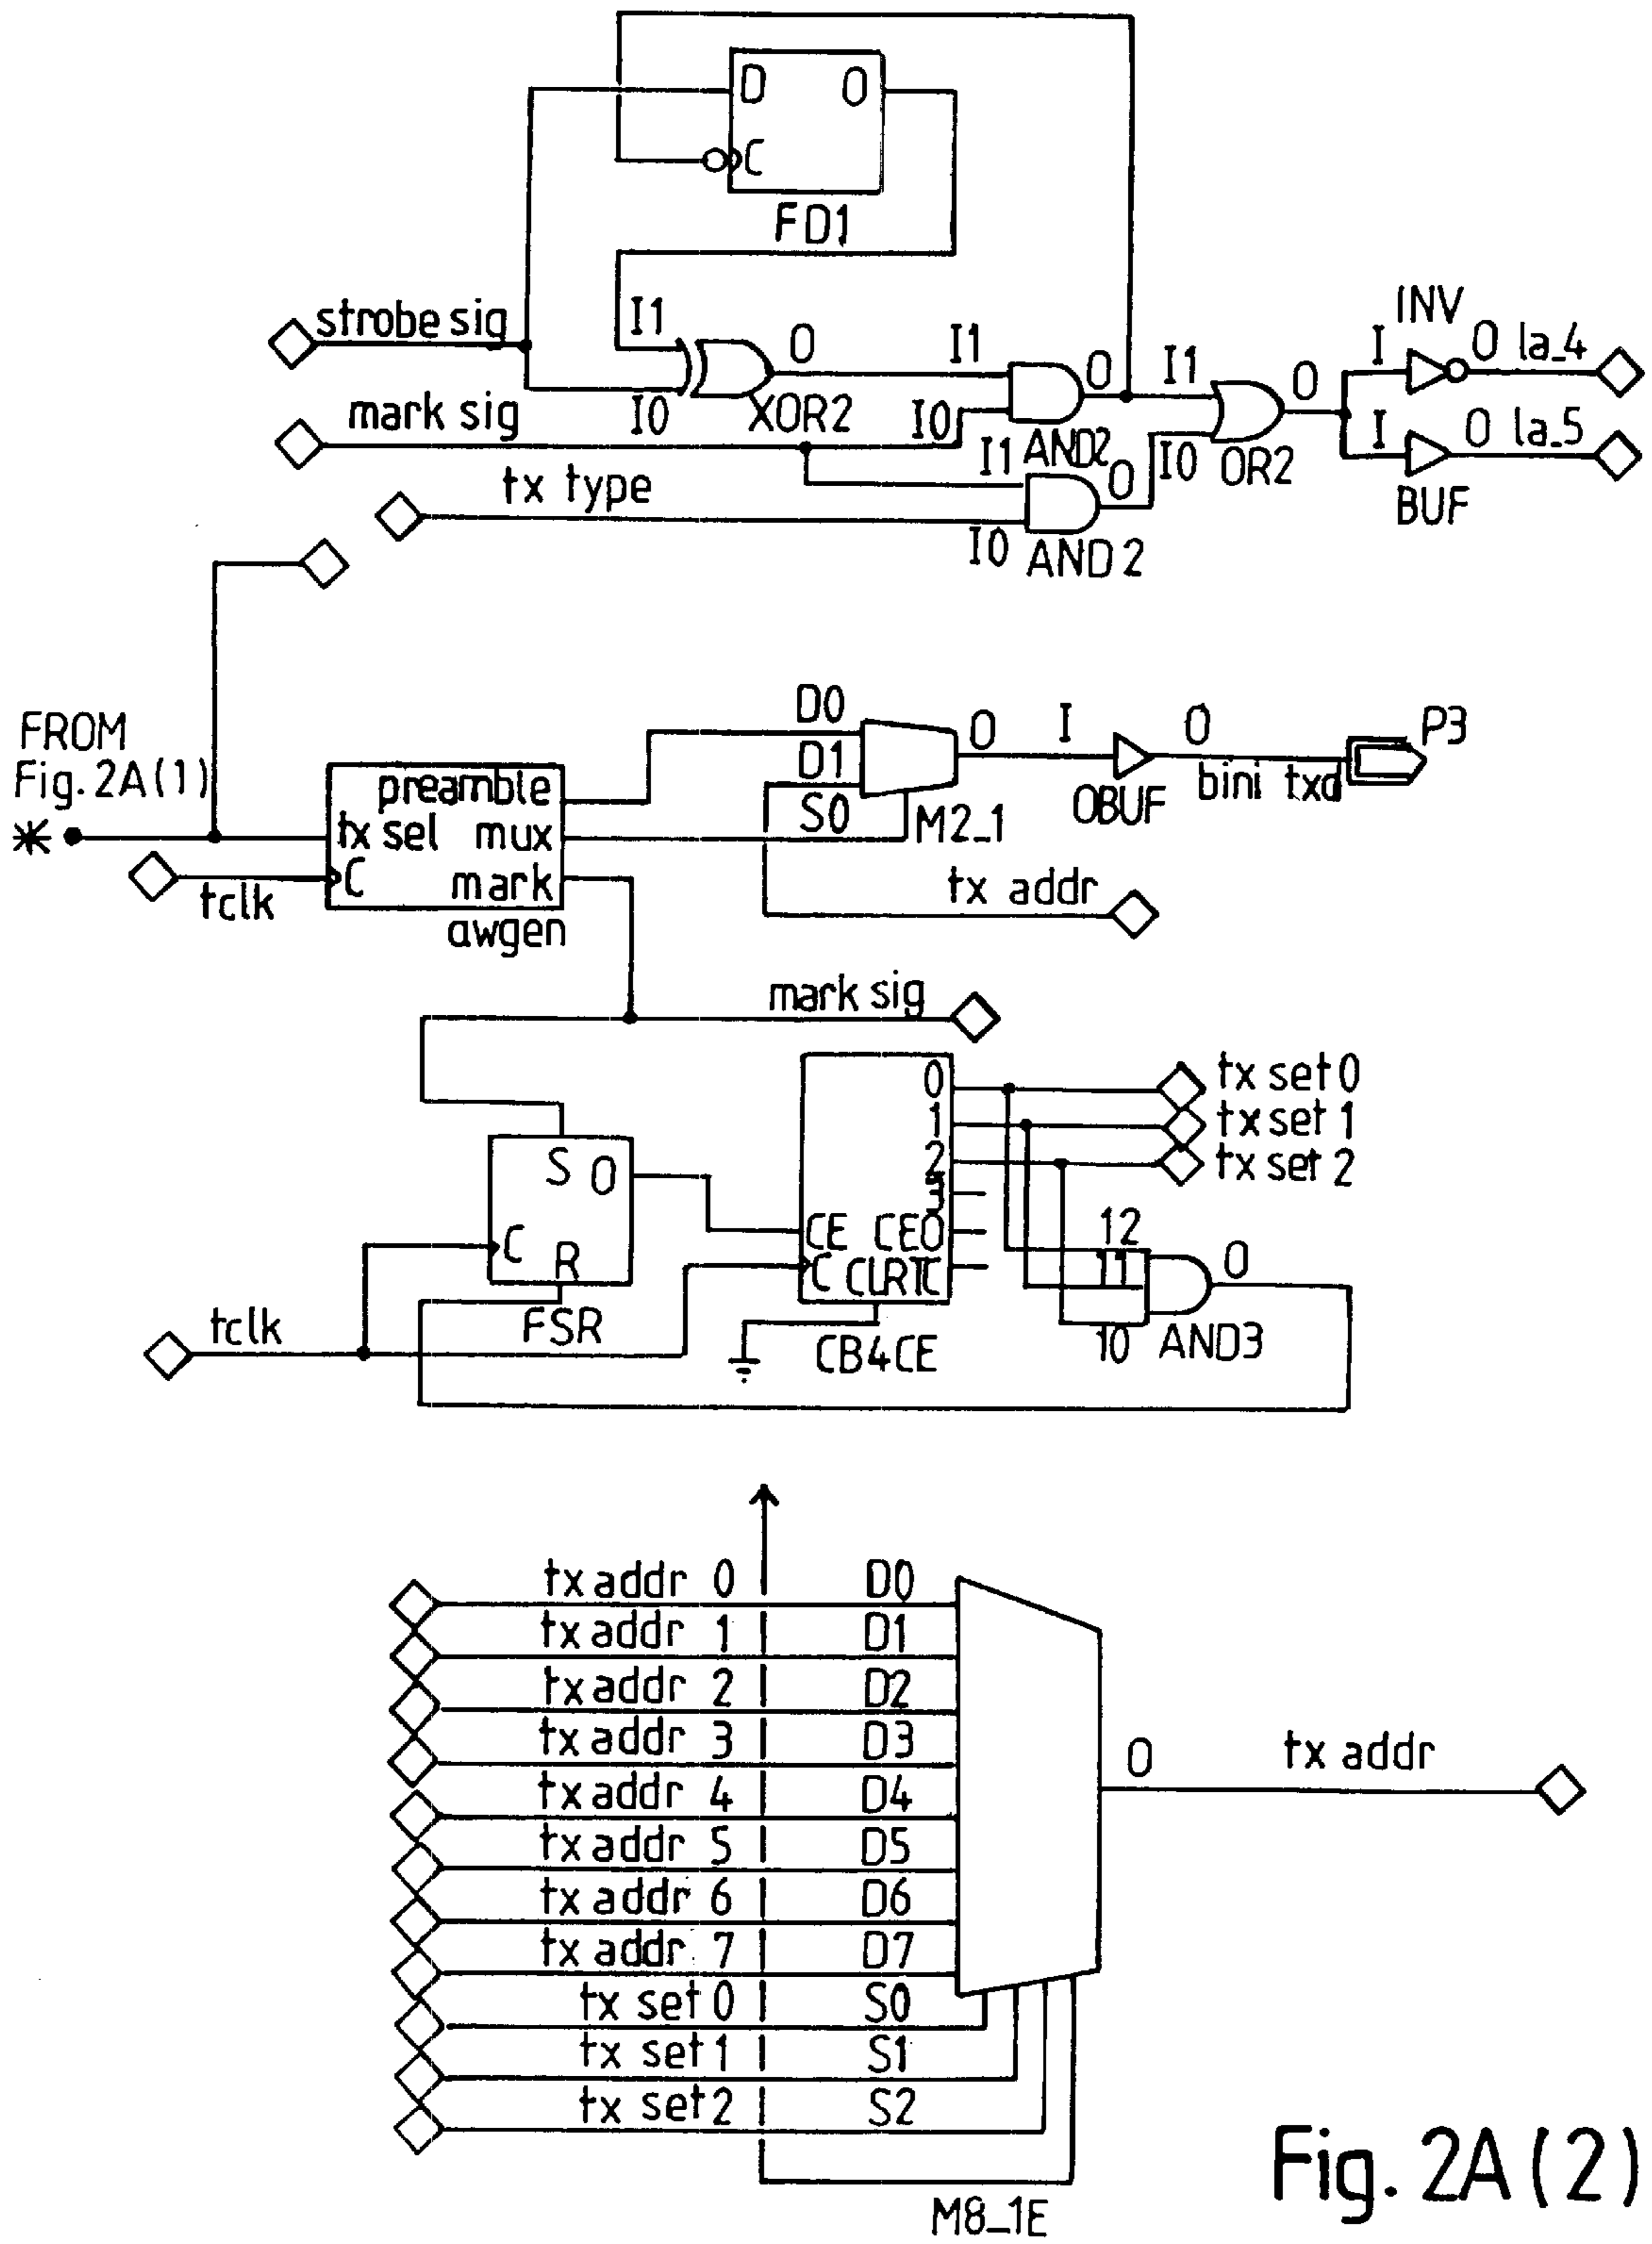 D O
C
FD1
strobe sig
I1
O
I1
O
I1
O
INV
I
O la_4
I0
XOR2
mark sig
I0
AND2
I1
O
I0
OR2
I
O la_5
BUF
tx type
I0
AND2
FROM
Fig. 2A(1)
*
preamble
tx sel mux
C mark
awgen
tclk
D0
D1
S0
M2_1
O
I
OBUF
O
bini txd
P3
tx addr
mark sig
S O
C
R
FSR
tclk
0
1
2
3
CE CEO
C CLR TC
CB4CE
tx set 0
tx set 1
tx set 2
12
11
10
O
AND3
tx addr 0 D0
tx addr 1 D1
tx addr 2 D2
tx addr 3 D3
tx addr 4 D4
tx addr 5 D5
tx addr 6 D6
tx addr 7 D7
tx set 0 S0
tx set 1 S1
tx set 2 S2
O
tx addr
M8_1E
Fig. 2A(2)